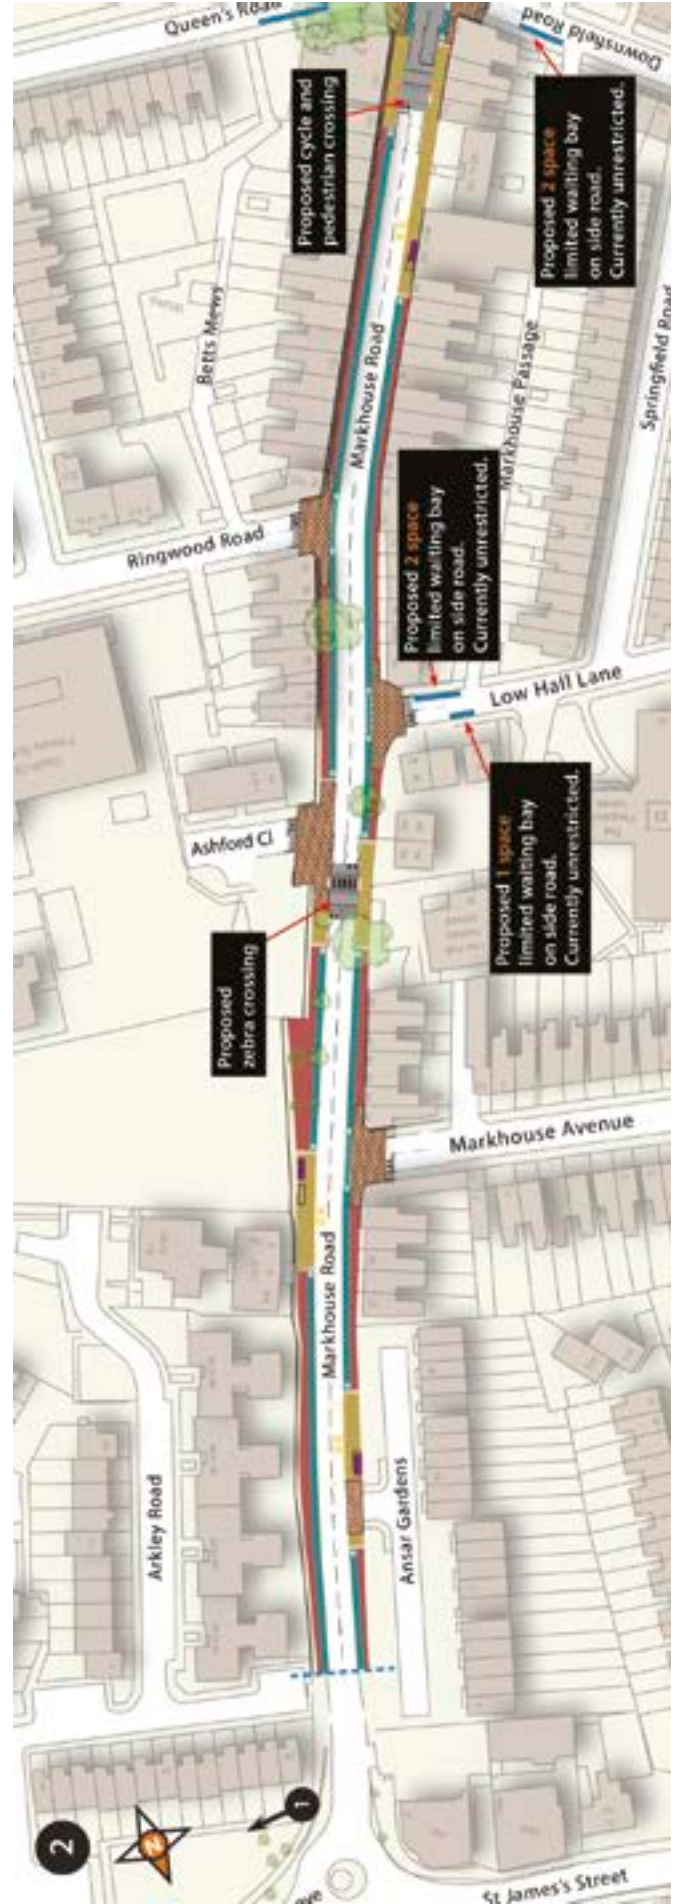 Queen's Road
Downsfield Road
Proposed cycle and
pedestrian crossing
Proposed 2 space
limited waiting bay
on side road.
Currently unrestricted.
Betts Mews
Markhouse Road
Markhouse Passage
Springfield Road
Ringwood Road
Proposed 2 space
limited waiting bay
on side road.
Currently unrestricted.
Low Hall Lane
Ashford Cl
Proposed 1 space
limited waiting bay
on side road.
Currently unrestricted.
Proposed
zebra crossing
Markhouse Avenue
Markhouse Road
Arkley Road
Ansar Gardens
2
N
1
St James's Street